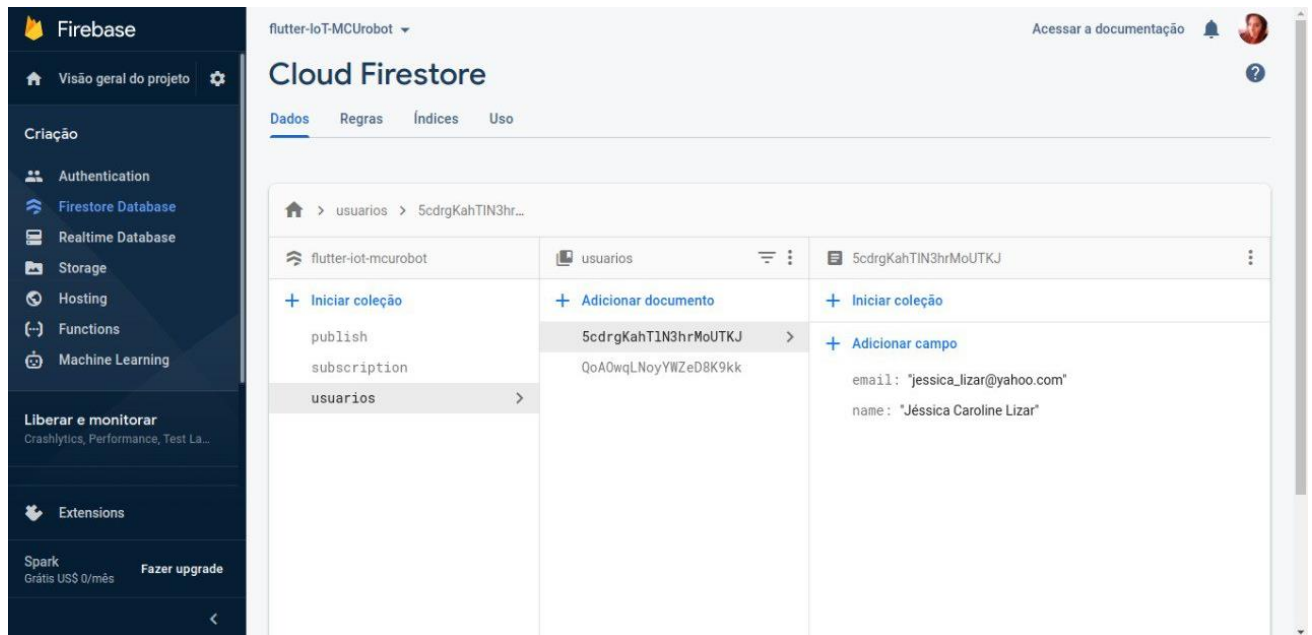 Firebase
flutter-IoT-MCUrobot
Acessar a documentação
Visão geral do projeto
Cloud Firestore
Dados Regras Índices Uso
Criação
Authentication
Firestore Database
Realtime Database
Storage
Hosting
Functions
Machine Learning
Liberar e monitorar
Crashlytics, Performance, Test La...
Extensions
Spark
Grátis US$ 0/mês
Fazer upgrade
usuarios > 5cdrgKahTlN3hr...
flutter-iot-mcurobot
+ Iniciar coleção
publish
subscription
usuarios
usuarios
+ Adicionar documento
5cdrgKahTlN3hrMoUTKJ
QoAOwqLNoyYWZeD8K9kk
5cdrgKahTlN3hrMoUTKJ
+ Iniciar coleção
+ Adicionar campo
email: "jessica_lizar@yahoo.com"
name: "Jéssica Caroline Lizar"